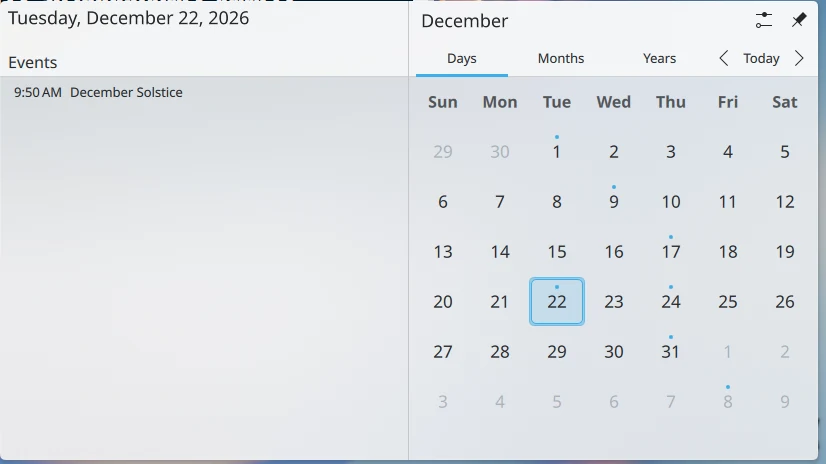 Tuesday, December 22, 2026
Events
9:50 AM December Solstice
December
Days Months Years Today
Sun Mon Tue Wed Thu Fri Sat
29 30 1 2 3 4 5
6 7 8 9 10 11 12
13 14 15 16 17 18 19
20 21 22 23 24 25 26
27 28 29 30 31 1 2
3 4 5 6 7 8 9